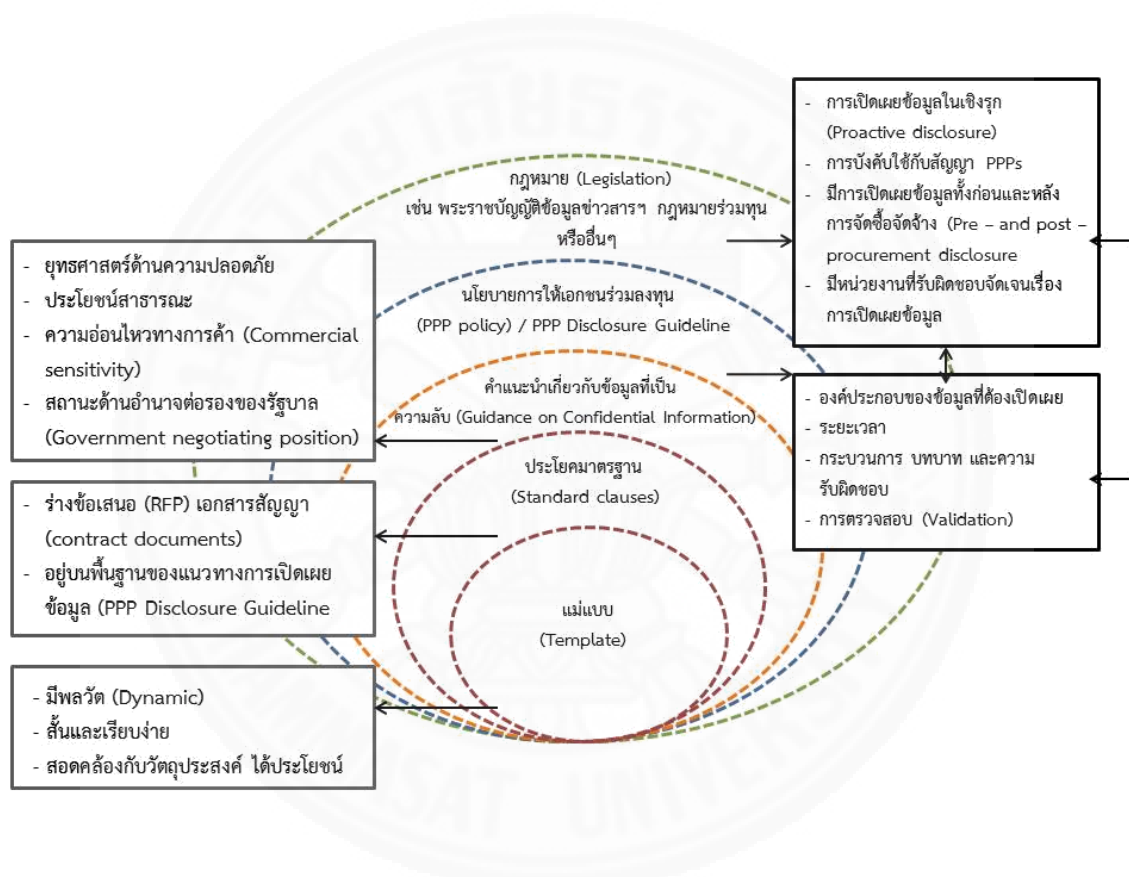 - การเปิดเผยข้อมูลในเชิงรุก
(Proactive disclosure)
- การบังคับใช้กับสัญญา PPPs
- มีการเปิดเผยข้อมูลทั้งก่อนและหลัง
การจัดซื้อจัดจ้าง (Pre – and post –
procurement disclosure
- มีหน่วยงานที่รับผิดชอบจัดเจนเรื่อง
การเปิดเผยข้อมูล
กฎหมาย (Legislation)
เช่น พระราชบัญญัติข้อมูลข่าวสารฯ กฎหมายร่วมทุน
หรืออื่นๆ
- ยุทธศาสตร์ด้านความปลอดภัย
- ประโยชน์สาธารณะ
- ความอ่อนไหวทางการค้า (Commercial
sensitivity)
- สถานะด้านอำนาจต่อรองของรัฐบาล
(Government negotiating position)
นโยบายการให้เอกชนร่วมลงทุน
(PPP policy) / PPP Disclosure Guideline
คำแนะนำเกี่ยวกับข้อมูลที่เป็น
ความลับ (Guidance on Confidential Information)
- องค์ประกอบของข้อมูลที่ต้องเปิดเผย
- ระยะเวลา
- กระบวนการ บทบาท และความ
รับผิดชอบ
- การตรวจสอบ (Validation)
ประโยคมาตรฐาน
(Standard clauses)
- ร่างข้อเสนอ (RFP) เอกสารสัญญา
(contract documents)
- อยู่บนพื้นฐานของแนวทางการเปิดเผย
ข้อมูล (PPP Disclosure Guideline
แม่แบบ
(Template)
- มีพลวัต (Dynamic)
- สั้นและเรียบง่าย
- สอดคล้องกับวัตถุประสงค์ ได้ประโยชน์